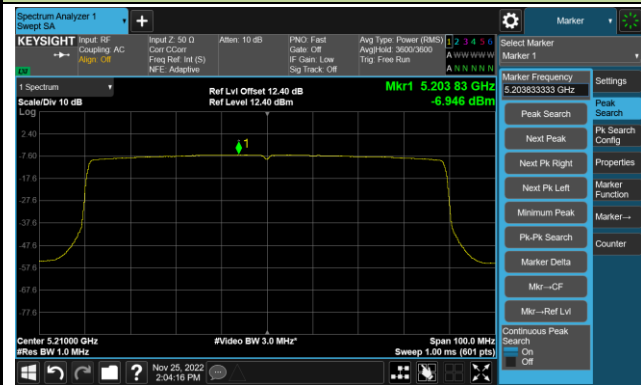 Spectrum Analyzer 1
Swept SA
+
Marker
KEYSIGHT
Input: RF
Coupling: AC
Align: Off
Input Z: 50 Ω
Corr CCorr
Freq Ref: Int (S)
NFE: Adaptive
Atten: 10 dB
PNO: Fast
Gate: Off
IF Gain: Low
Sig Track: Off
Avg Type: Power (RMS)
Avg|Hold: 3600/3600
Trig: Free Run
1 2 3 4 5 6
A W W W W W
A N N N N N
LXI
Select Marker
Marker 1
1 Spectrum
Scale/Div 10 dB
Log
Ref Lvl Offset 12.40 dB
Ref Level 12.40 dBm
Mkr1 5.203 83 GHz
-6.946 dBm
2.40
-7.60
-17.6
-27.6
-37.6
-47.6
-57.6
-67.6
-77.6
1
Center 5.21000 GHz
#Res BW 1.0 MHz
#Video BW 3.0 MHz*
Span 100.0 MHz
Sweep 1.00 ms (601 pts)
Marker Frequency
5.203833333 GHz
Peak Search
Next Peak
Next Pk Right
Next Pk Left
Minimum Peak
Pk-Pk Search
Marker Delta
Mkr→CF
Mkr→Ref Lvl
Continuous Peak
Search
On
Off
Settings
Peak
Search
Pk Search
Config
Properties
Marker
Function
Marker→
Counter
?
Nov 25, 2022
2:04:16 PM